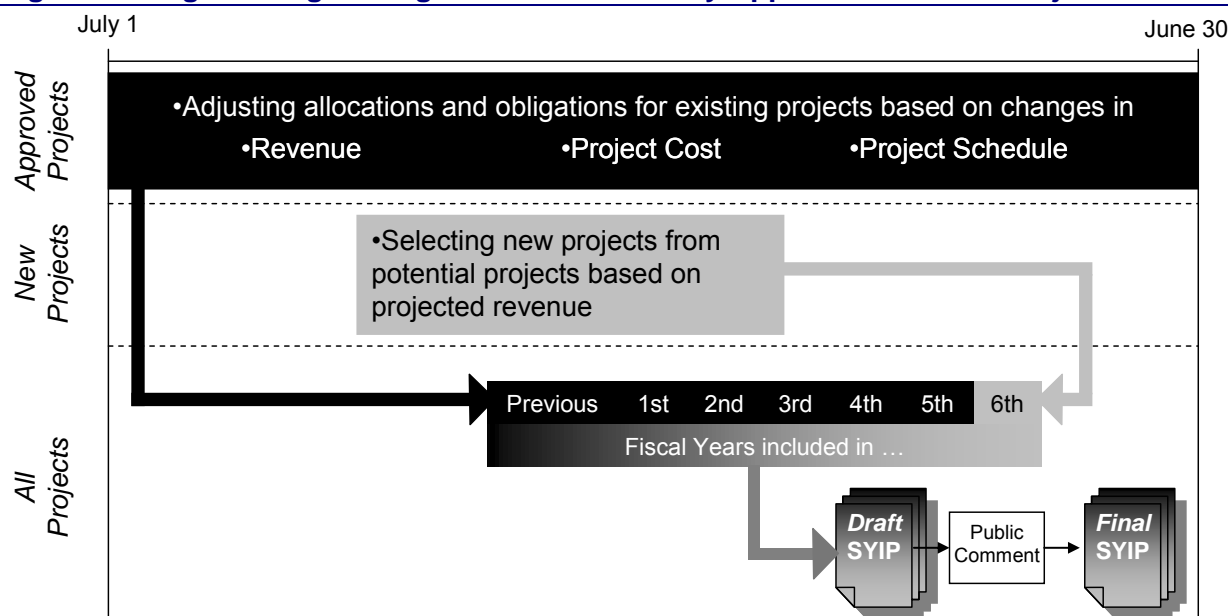 July 1
June 30
Approved
Projects
•Adjusting allocations and obligations for existing projects based on changes in
•Revenue •Project Cost •Project Schedule
New
Projects
•Selecting new projects from
potential projects based on
projected revenue
All
Projects
Previous 1st 2nd 3rd 4th 5th 6th
Fiscal Years included in …
Draft
SYIP
Public
Comment
Final
SYIP